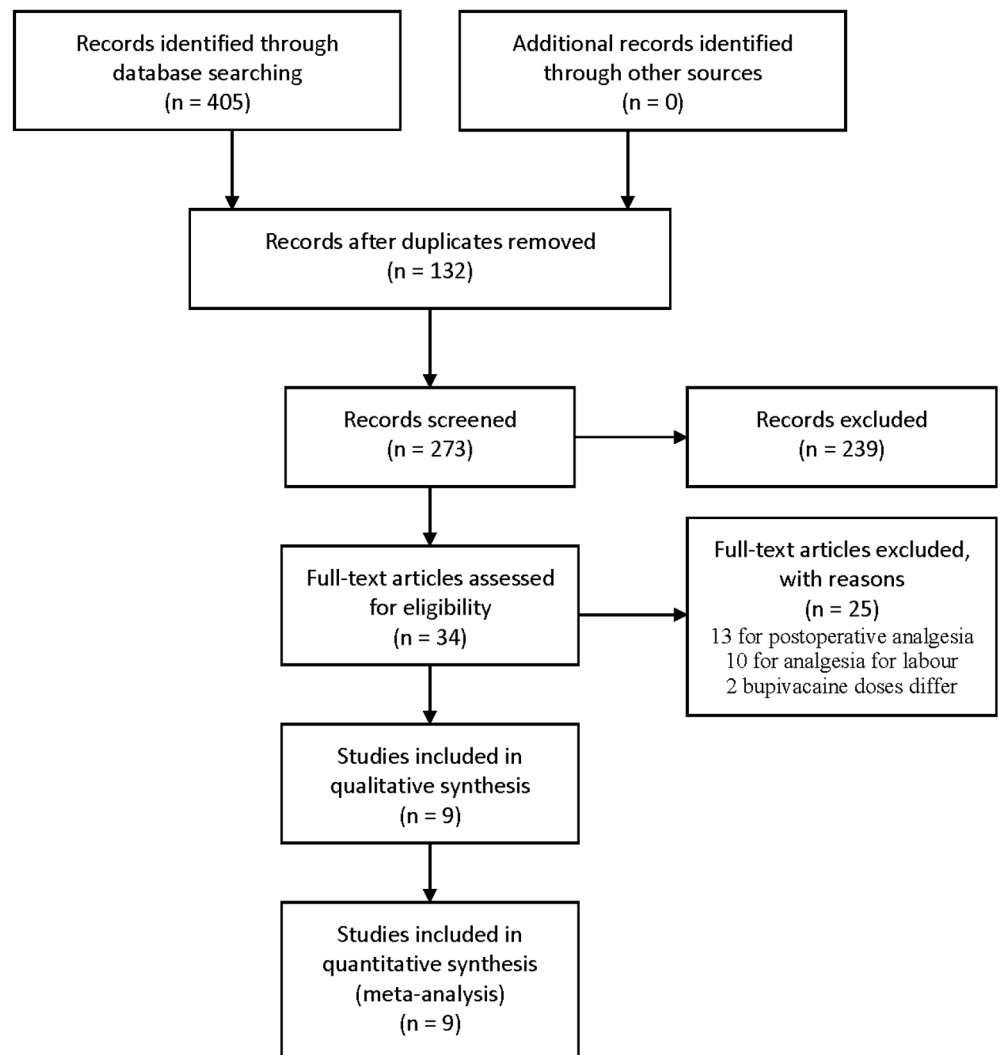 Records identified through
database searching
(n = 405)
Additional records identified
through other sources
(n = 0)
Records after duplicates removed
(n = 132)
Records screened
(n = 273)
Records excluded
(n = 239)
Full-text articles assessed
for eligibility
(n = 34)
Full-text articles excluded,
with reasons
(n = 25)
13 for postoperative analgesia
10 for analgesia for labour
2 bupivacaine doses differ
Studies included in
qualitative synthesis
(n = 9)
Studies included in
quantitative synthesis
(meta-analysis)
(n = 9)